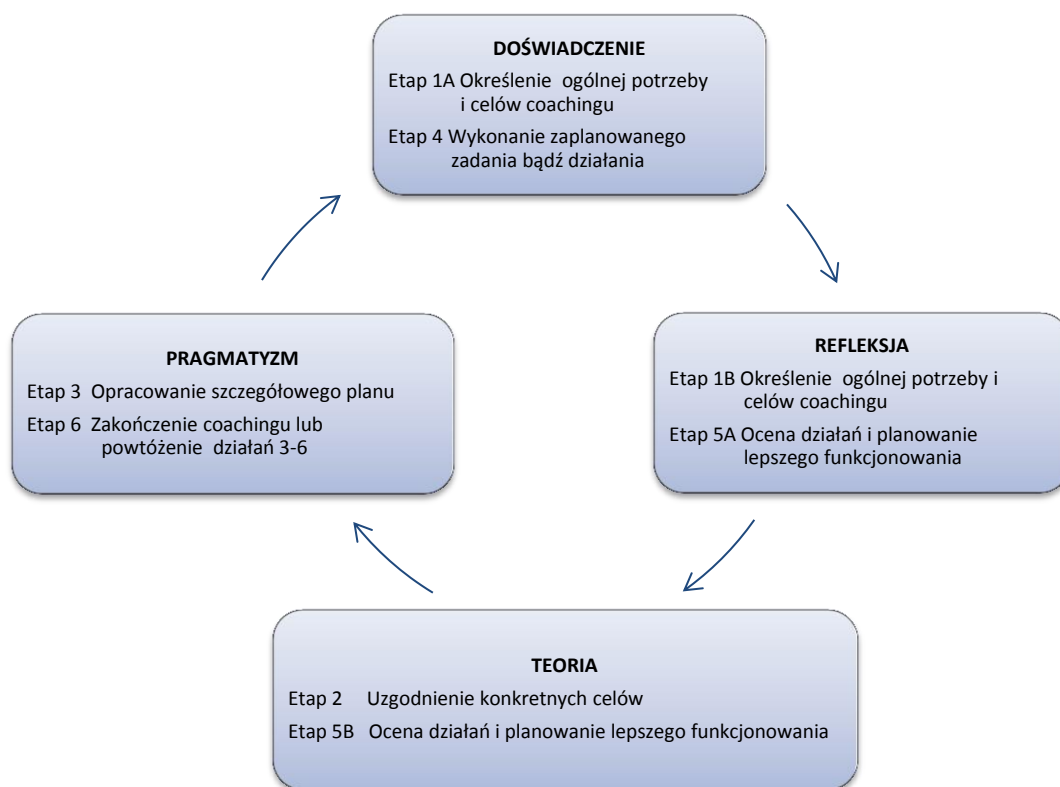 DOŚWIADCZENIE
Etap 1A Określenie ogólnej potrzeby
i celów coachingu
Etap 4 Wykonanie zaplanowanego
zadania bądź działania
REFLEKSJA
Etap 1B Określenie ogólnej potrzeby i
celów coachingu
Etap 5A Ocena działań i planowanie
lepszego funkcjonowania
TEORIA
Etap 2 Uzgodnienie konkretnych celów
Etap 5B Ocena działań i planowanie lepszego funkcjonowania
PRAGMATYZM
Etap 3 Opracowanie szczegółowego planu
Etap 6 Zakończenie coachingu lub
powtóżenie działań 3-6